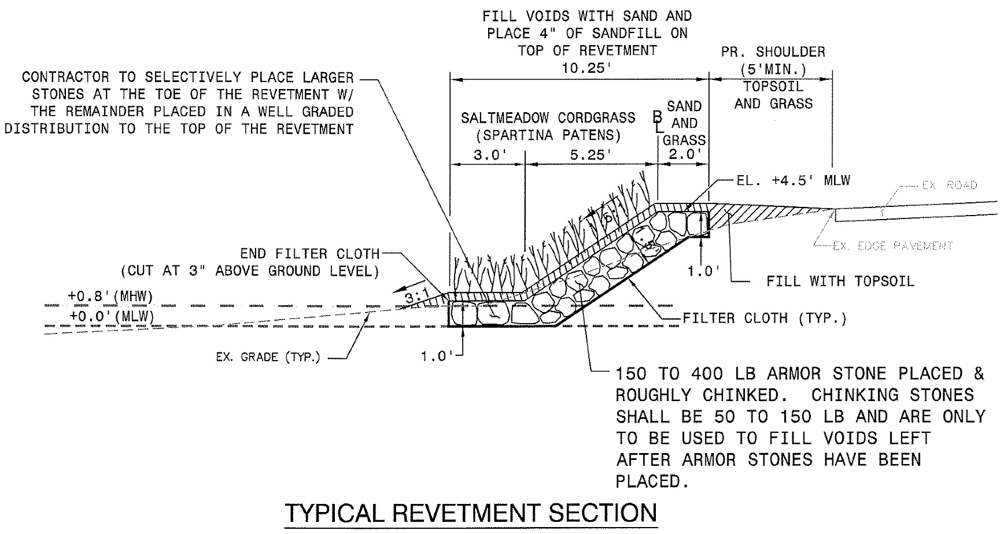 FILL VOIDS WITH SAND AND
PLACE 4" OF SANDFILL ON
TOP OF REVETMENT
10.25'
PR. SHOULDER
(5'MIN.)
TOPSOIL
AND GRASS
CONTRACTOR TO SELECTIVELY PLACE LARGER
STONES AT THE TOE OF THE REVETMENT W/
THE REMAINDER PLACED IN A WELL GRADED
DISTRIBUTION TO THE TOP OF THE REVETMENT
SALTMEADOW CORDGRASS
(SPARTINA PATENS)
3.0'
5.25'
BL
SAND
AND
GRASS
2.0'
EL. +4.5' MLW
EX. ROAD
EX. EDGE PAVEMENT
END FILTER CLOTH
(CUT AT 3" ABOVE GROUND LEVEL)
3:1
1.0'
FILL WITH TOPSOIL
+0.8'(MHW)
+0.0'(MLW)
FILTER CLOTH (TYP.)
EX. GRADE (TYP.)
1.0'
150 TO 400 LB ARMOR STONE PLACED &
ROUGHLY CHINKED. CHINKING STONES
SHALL BE 50 TO 150 LB AND ARE ONLY
TO BE USED TO FILL VOIDS LEFT
AFTER ARMOR STONES HAVE BEEN
PLACED.
TYPICAL REVETMENT SECTION